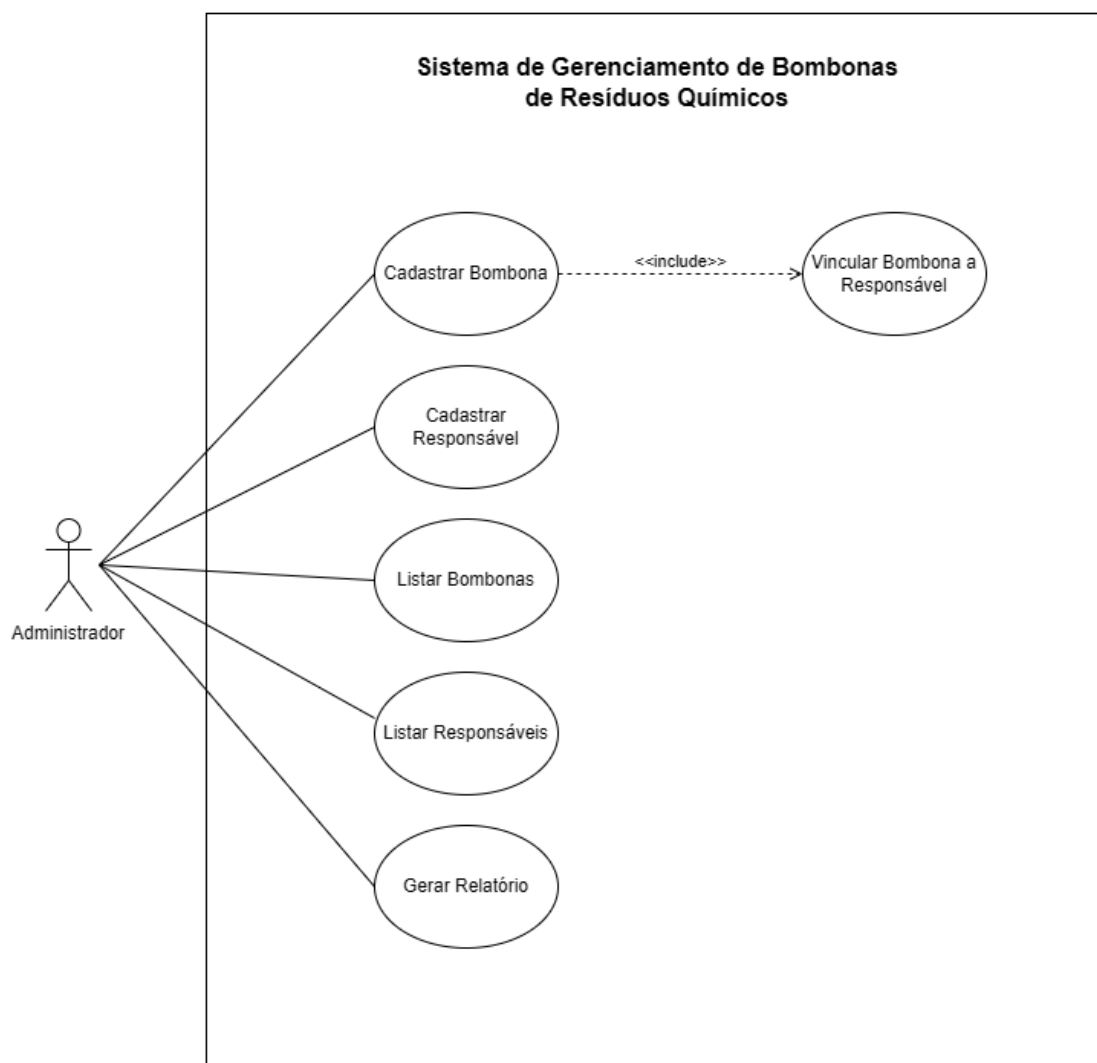 Sistema de Gerenciamento de Bombonas
de Resíduos Químicos
Cadastrar Bombona
<<include>>
Vincular Bombona a
Responsável
Cadastrar
Responsável
Listar Bombonas
Administrador
Listar Responsáveis
Gerar Relatório